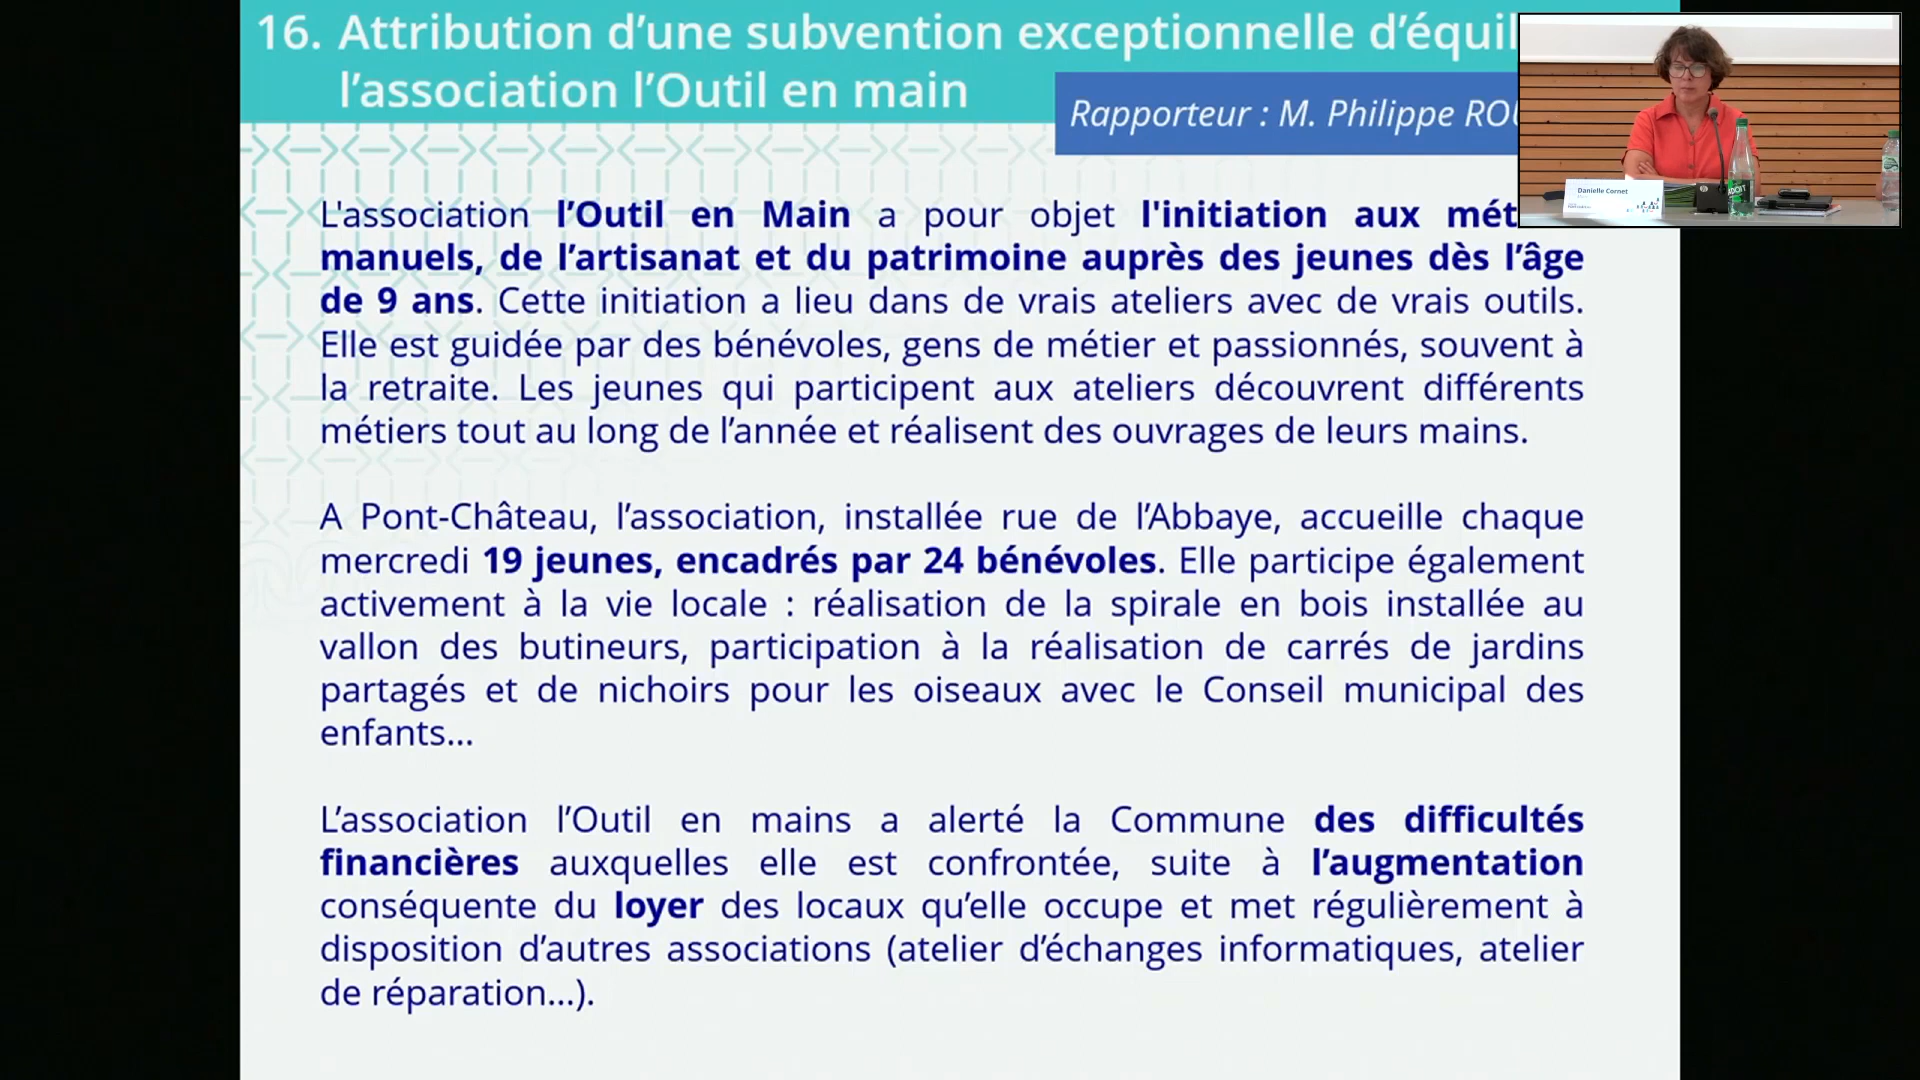 16. Attribution d’une subvention exceptionnelle d’équil
l’association l’Outil en main
Rapporteur : M. Philippe ROU
Danielle Cornet
L'association l’Outil en Main a pour objet l'initiation aux mét
manuels, de l’artisanat et du patrimoine auprès des jeunes dès l’âge
de 9 ans. Cette initiation a lieu dans de vrais ateliers avec de vrais outils.
Elle est guidée par des bénévoles, gens de métier et passionnés, souvent à
la retraite. Les jeunes qui participent aux ateliers découvrent différents
métiers tout au long de l’année et réalisent des ouvrages de leurs mains.
A Pont-Château, l’association, installée rue de l’Abbaye, accueille chaque
mercredi 19 jeunes, encadrés par 24 bénévoles. Elle participe également
activement à la vie locale : réalisation de la spirale en bois installée au
vallon des butineurs, participation à la réalisation de carrés de jardins
partagés et de nichoirs pour les oiseaux avec le Conseil municipal des
enfants...
L’association l’Outil en mains a alerté la Commune des difficultés
financières auxquelles elle est confrontée, suite à l’augmentation
conséquente du loyer des locaux qu’elle occupe et met régulièrement à
disposition d’autres associations (atelier d’échanges informatiques, atelier
de réparation...).